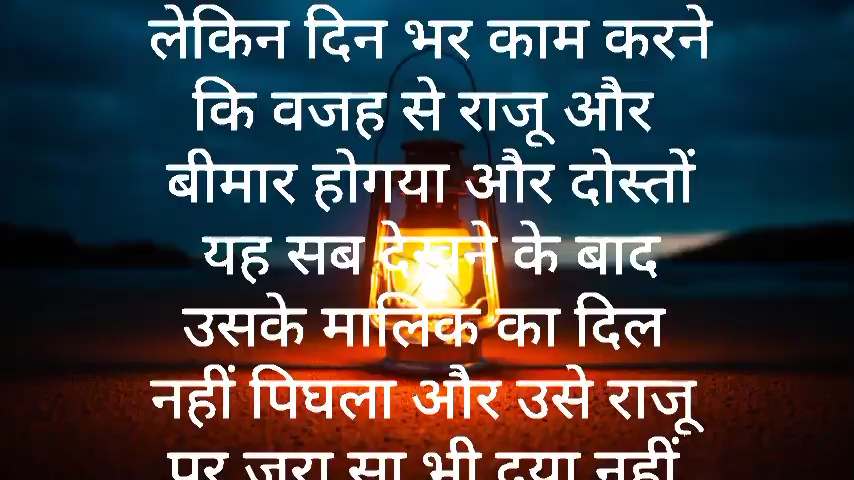 लेकिन दिन भर काम करने
कि वजह से राजू और
बीमार होगया और दोस्तों
यह सब देखने के बाद
उसके मालिक का दिल
नहीं पिघला और उसे राजू
पर जरा सा भी दया नहीं